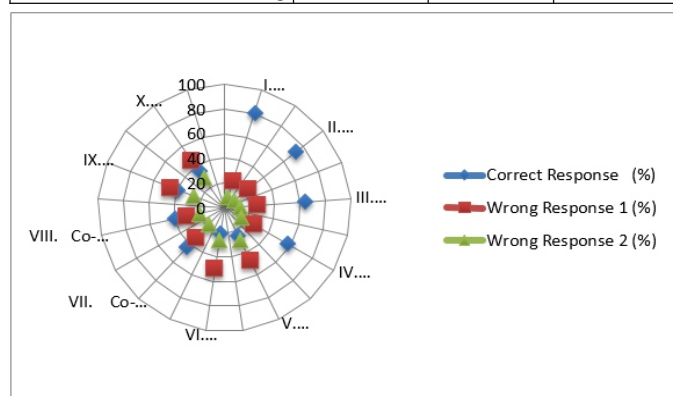 100
80
60
40
20
0
I....
II....
III....
IV....
V....
VI....
VII. Co-...
VIII. Co-...
IX....
X....
Correct Response (%)
Wrong Response 1 (%)
Wrong Response 2 (%)